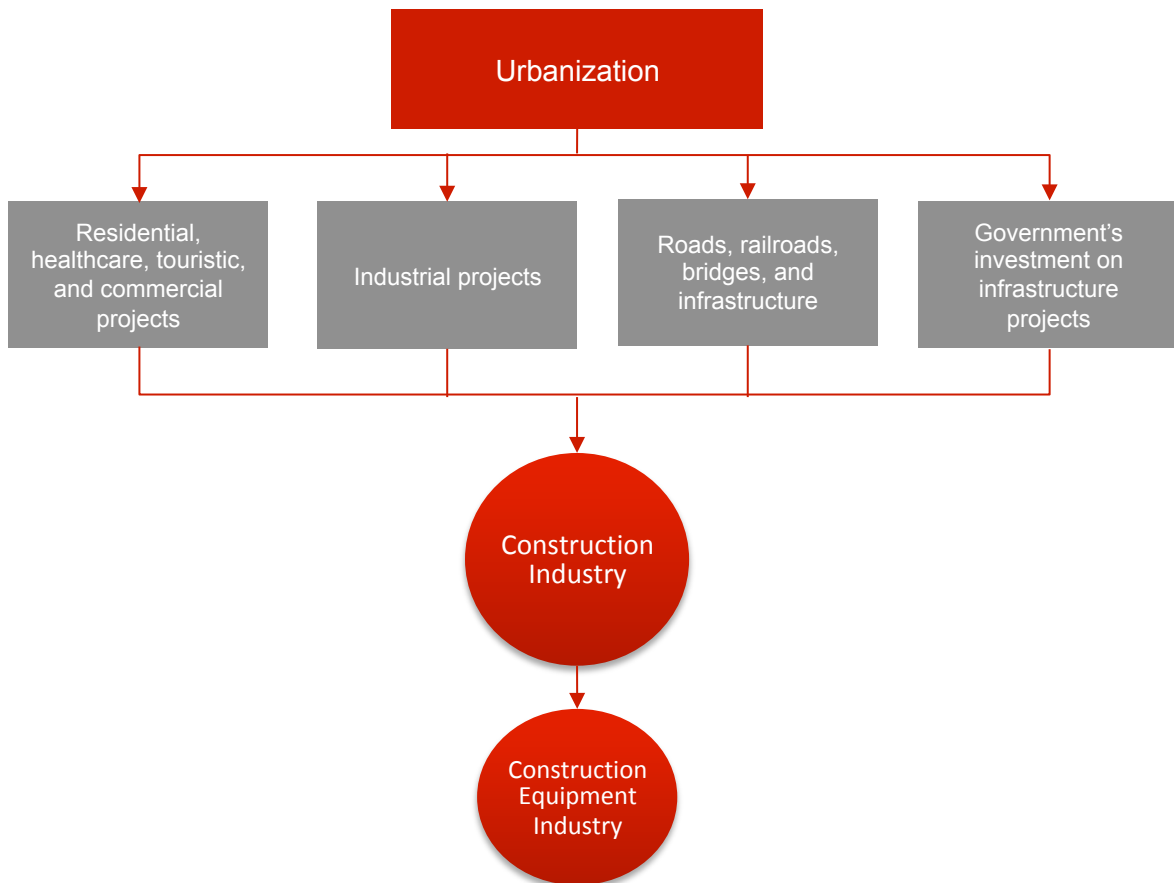 Urbanization
Residential,
healthcare, touristic,
and commercial
projects
Industrial projects
Roads, railroads,
bridges, and
infrastructure
Government’s
investment on
infrastructure
projects
Construction
Industry
Construction
Equipment
Industry